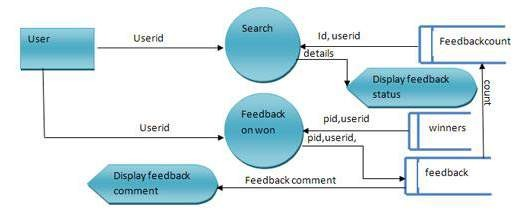 User
Userid
Search
Id, userid
Feedbackcount
details
Display feedback
status
count
Feedback
on won
Userid
pid,userid
winners
pid,userid,
feedback
Display feedback
comment
Feedback comment